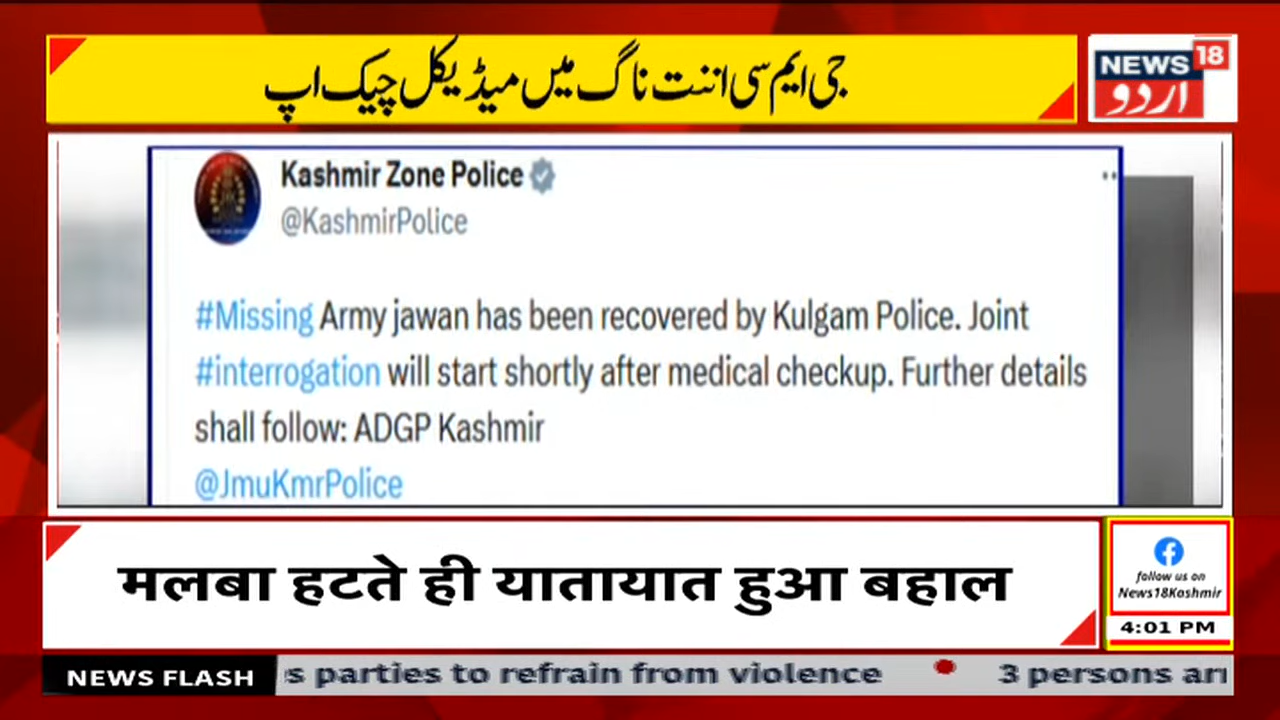 جی ایم سی اننت ناگ میں میڈیکل چیک اپ
NEWS 18
اردو
Kashmir Zone Police
@KashmirPolice
#Missing Army jawan has been recovered by Kulgam Police. Joint
#interrogation will start shortly after medical checkup. Further details
shall follow: ADGP Kashmir
@JmuKmrPolice
मलबा हटते ही यातायात हुआ बहाल
follow us on
News18Kashmir
4:01 PM
NEWS FLASH
parties to refrain from violence
3 persons